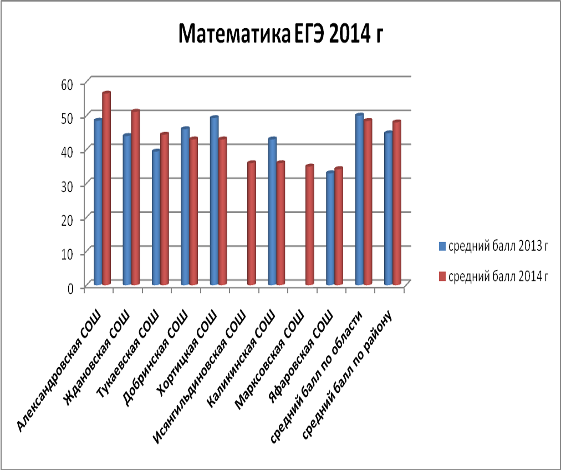 Математика ЕГЭ 2014 г
60
50
40
30
20
10
0
Александровская СОШ
Ждановская СОШ
Тукаевская СОШ
Добринская СОШ
Хортицкая СОШ
Исянгильдиновская СОШ
Каликинская СОШ
Марксовская СОШ
Яфаровская СОШ
средний балл по области
средний балл по району
средний балл 2013 г
средний балл 2014 г